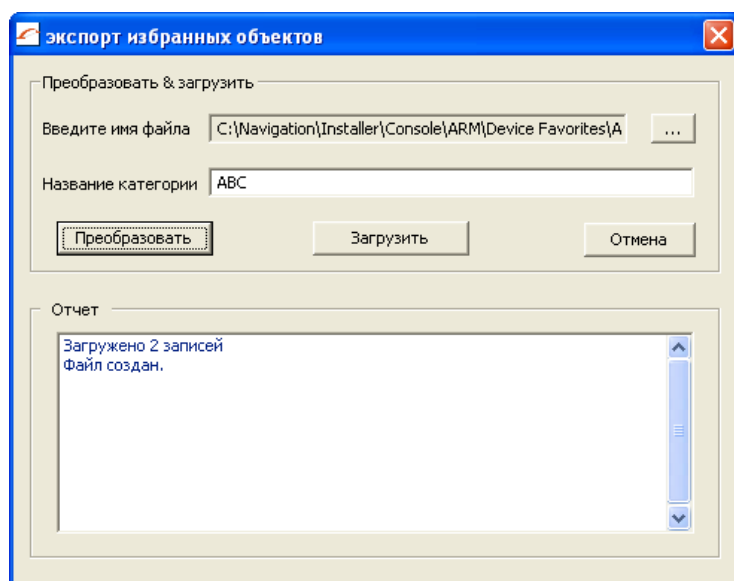 экспорт избранных объектов
Преобразовать & загрузить
Введите имя файла C:\Navigation\Installer\Console\ARM\Device Favorites\A ...
Название категории ABC
Преобразовать Загрузить Отмена
Отчет
Загружено 2 записей
Файл создан.